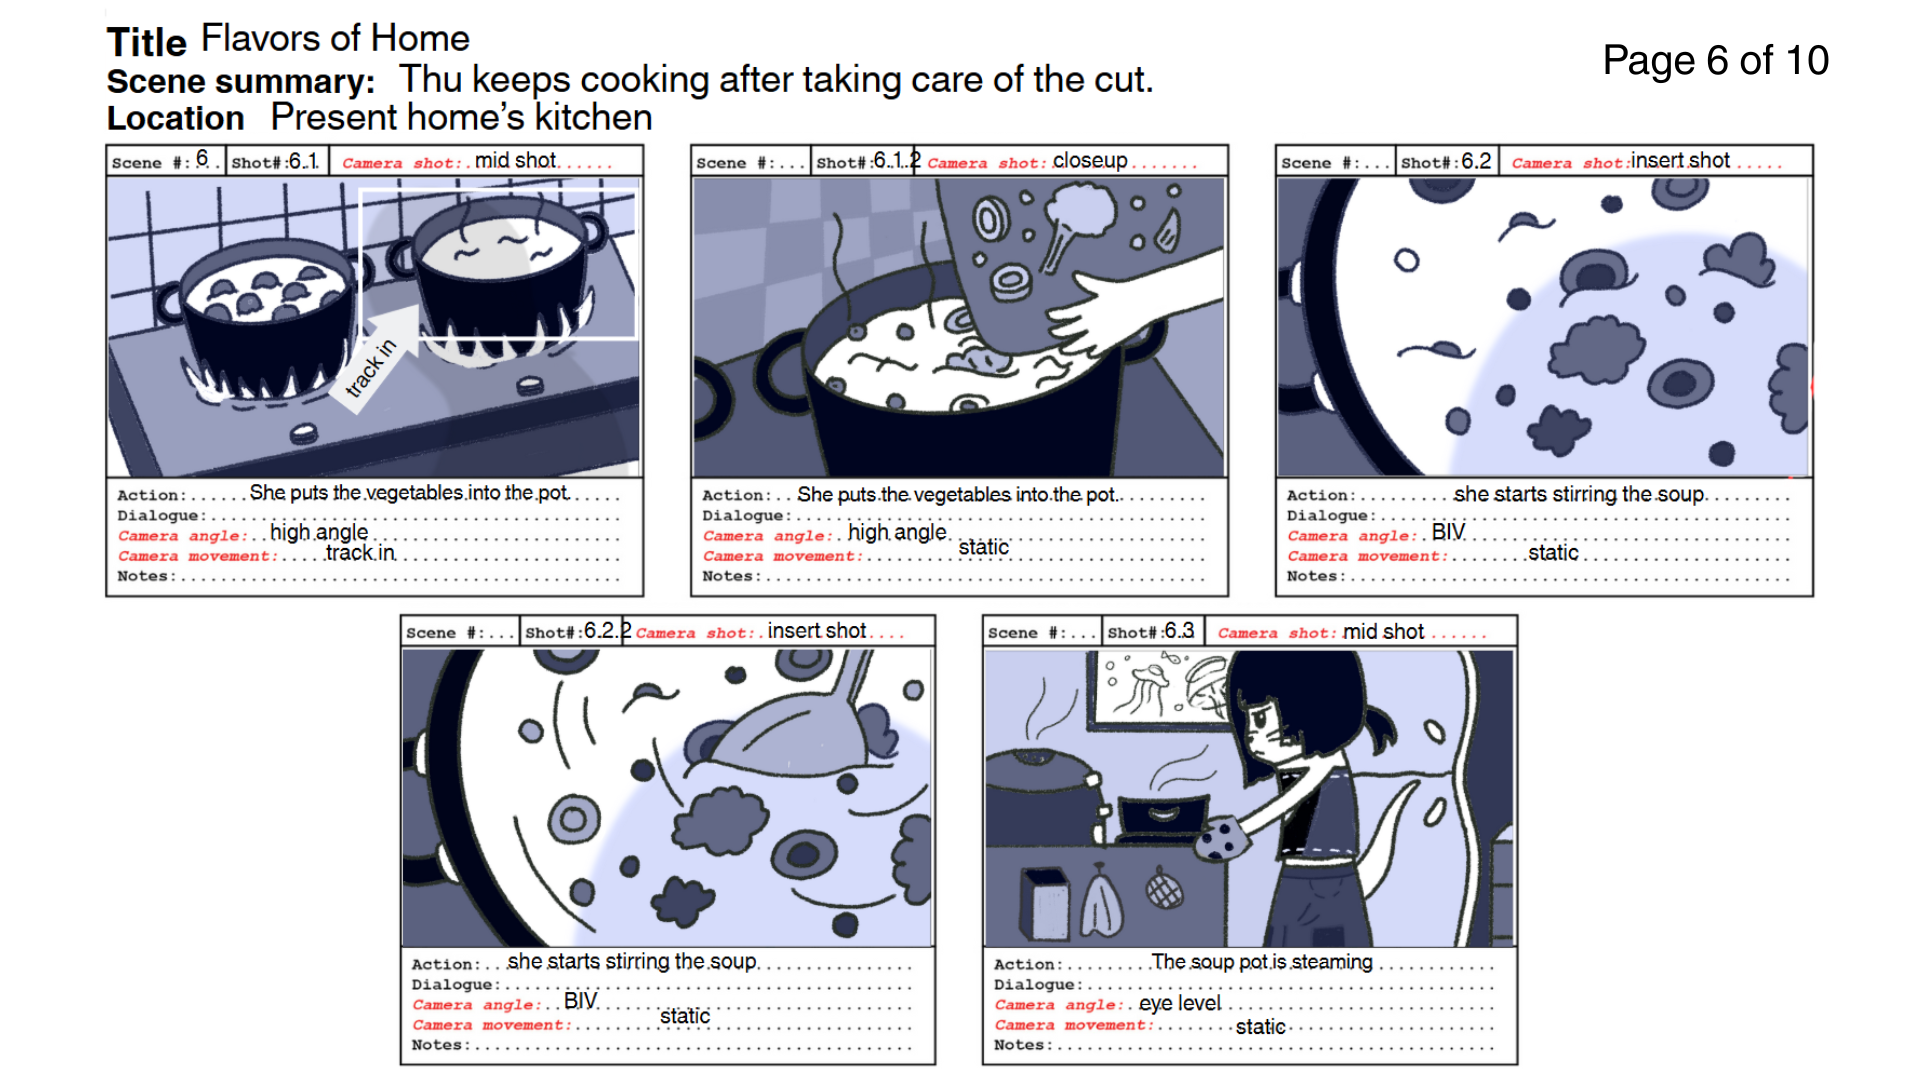 Title Flavors of Home
Page 6 of 10
Scene summary: Thu keeps cooking after taking care of the cut.
Location Present home's kitchen
Scene #: 6 . Shot#:6..1. Camera shot:. mid shot......
track in
Action:......She puts the vegetables into the pot......
Dialogue:
Camera angle:..high angle
Camera movement:....track in
Notes:
Scene #:... Shot#:6.1..2 Camera shot: closeup.......
Action:..She puts the vegetables into the pot.
Dialogue:
Camera angle:.high angle
Camera movement: static
Notes:
Scene #:... Shot#:6.2 Camera shot:insert shot.....
Action:.........she starts stirring the soup.........
Dialogue:
Camera angle:.BIV
Camera movement:........static
Notes:
Scene #:... Shot#:6.2.2 Camera shot:.insert shot....
Action:..she starts stirring the soup
Dialogue:
Camera angle:..BIV
Camera movement: static
Notes:
Scene #:... Shot#:6.3 Camera shot: mid shot......
Action:.........The soup pot is steaming
Dialogue:
Camera angle:.eye level
Camera movement:........static
Notes: